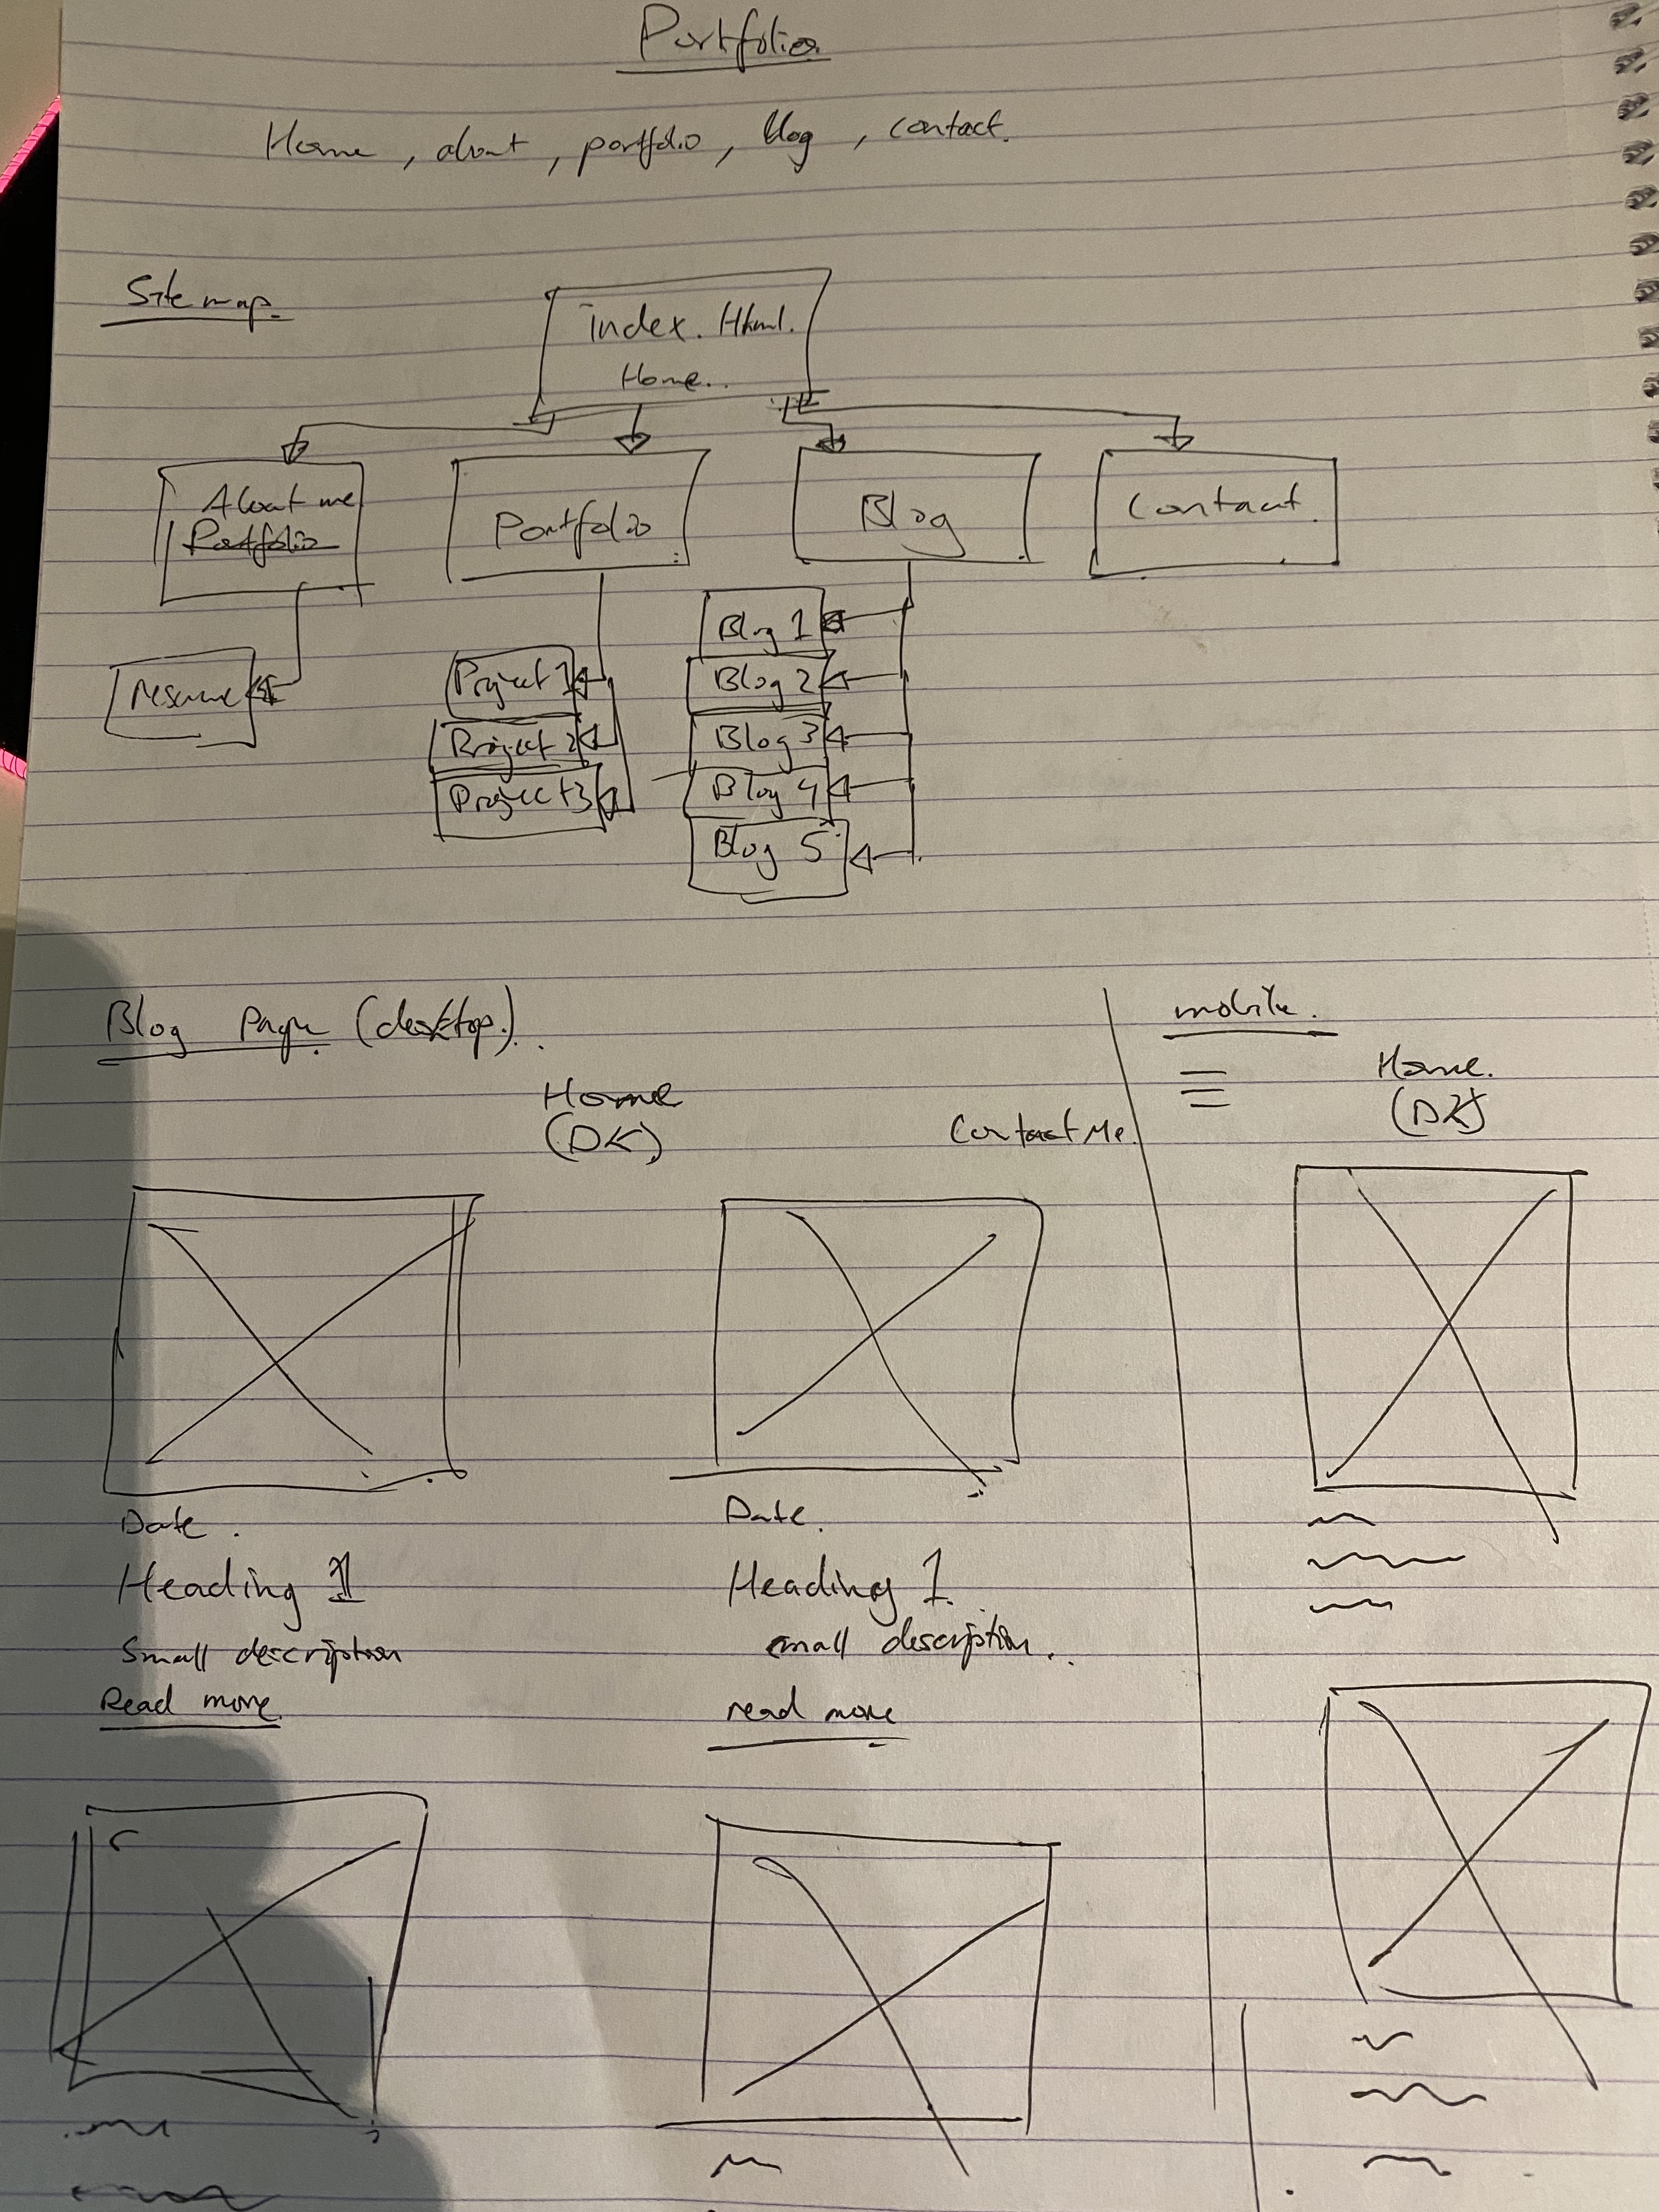 Portfolio
Home, about, portfolio, blog, contact.
Sitemap.
index.Html.
Home..
About me
Portfolio
Portfolio
Blog
Contact.
resume
Project 1
Project 2
Project 3
Blog 1
Blog 2
Blog 3
Blog 4
Blog 5
Blog Page (desktop).
Home
(DK)
Contact Me.
mobile.
Home.
(DK)
Date.
Heading 1
Small description
Read more
Date.
Heading 1.
small description..
read more